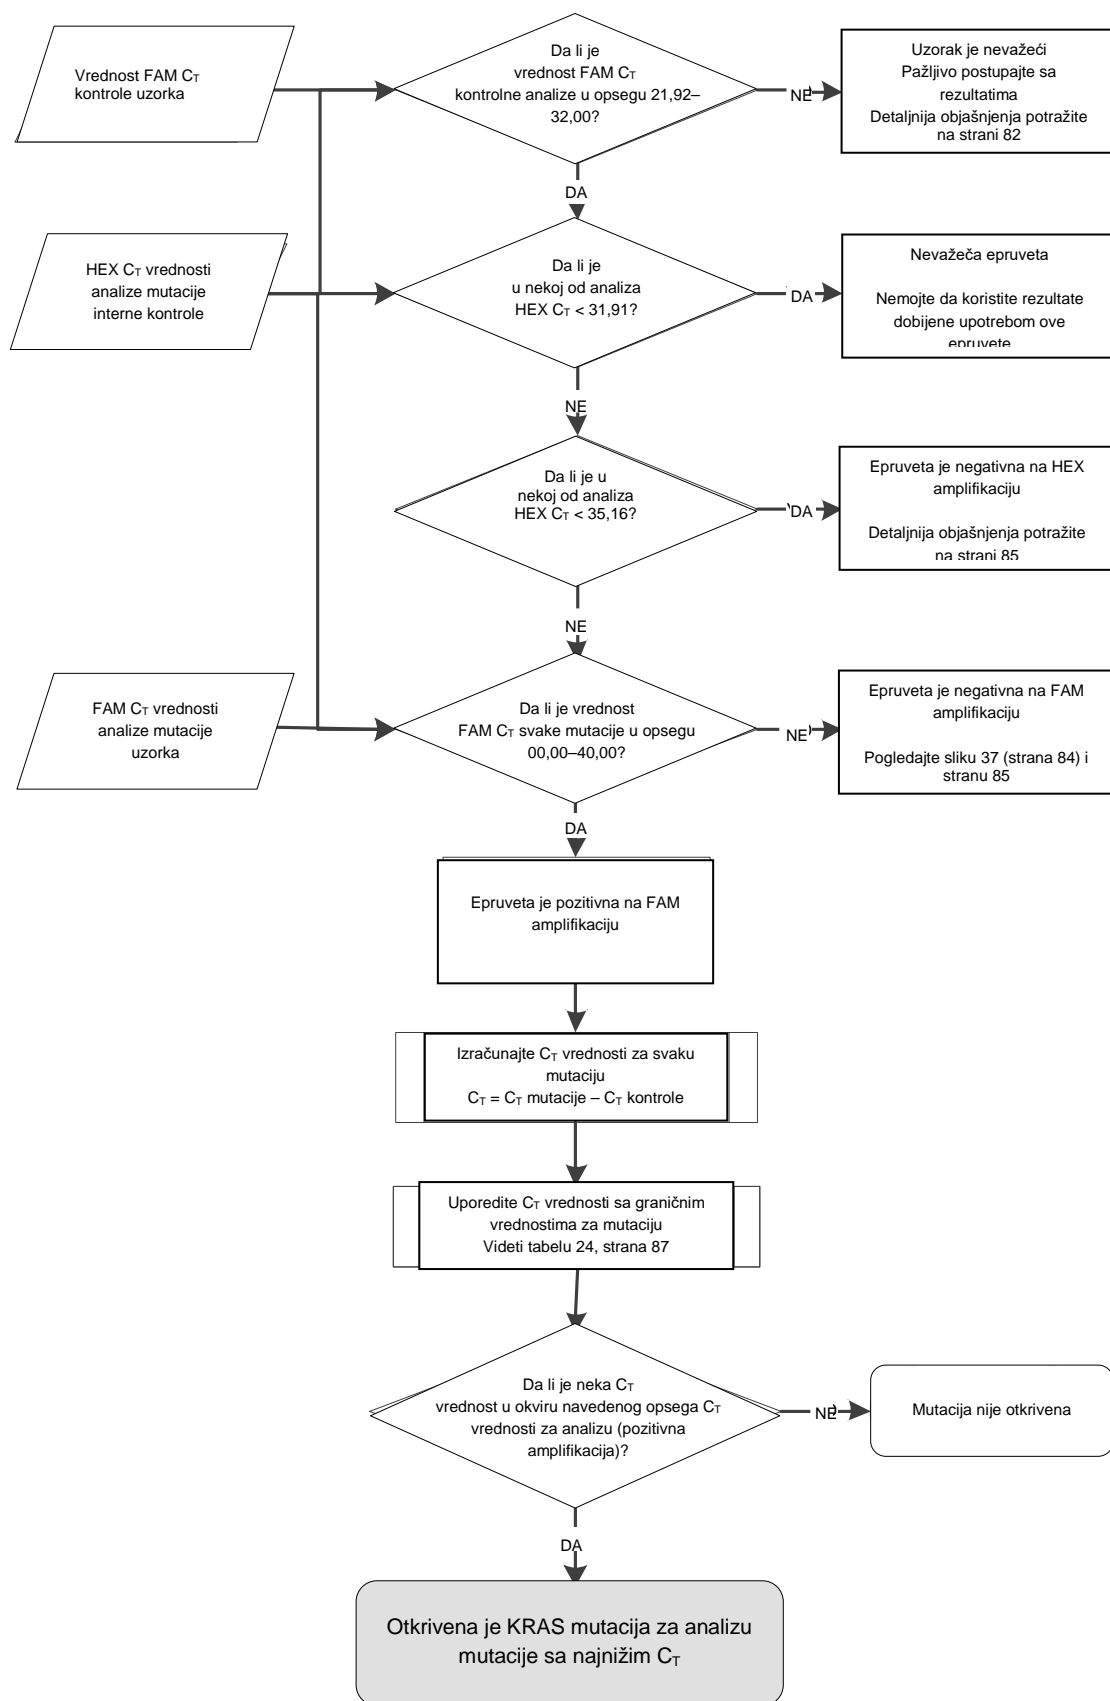 Vrednost FAM CT
kontrole uzorka
Da li je
vrednost FAM CT
kontrolne analize u opsegu 21,92–
32,00?
NE
Uzorak je nevažeći
Pažljivo postupajte sa
rezultatima
Detaljnija objašnjenja potražite
na strani 82
DA
HEX CT vrednosti
analize mutacije
interne kontrole
Da li je
u nekoj od analiza
HEX CT < 31,91?
DA
Nevažeča epruveta
Nemojte da koristite rezultate
dobijene upotrebom ove
epruvete
NE
Da li je u
nekoj od analiza
HEX CT < 35,16?
DA
Epruveta je negativna na HEX
amplifikaciju
Detaljnija objašnjenja potražite
na strani 85
NE
FAM CT vrednosti
analize mutacije
uzorka
Da li je vrednost
FAM CT svake mutacije u opsegu
00,00–40,00?
NE
Epruveta je negativna na FAM
amplifikaciju
Pogledajte sliku 37 (strana 84) i
stranu 85
DA
Epruveta je pozitivna na FAM
amplifikaciju
Izračunajte CT vrednosti za svaku
mutaciju
CT = CT mutacije – CT kontrole
Uporedite CT vrednosti sa graničnim
vrednostima za mutaciju
Videti tabelu 24, strana 87
Da li je neka CT
vrednost u okviru navedenog opsega CT
vrednosti za analizu (pozitivna
amplifikacija)?
NE
Mutacija nije otkrivena
DA
Otkrivena je KRAS mutacija za analizu
mutacije sa najnižim CT